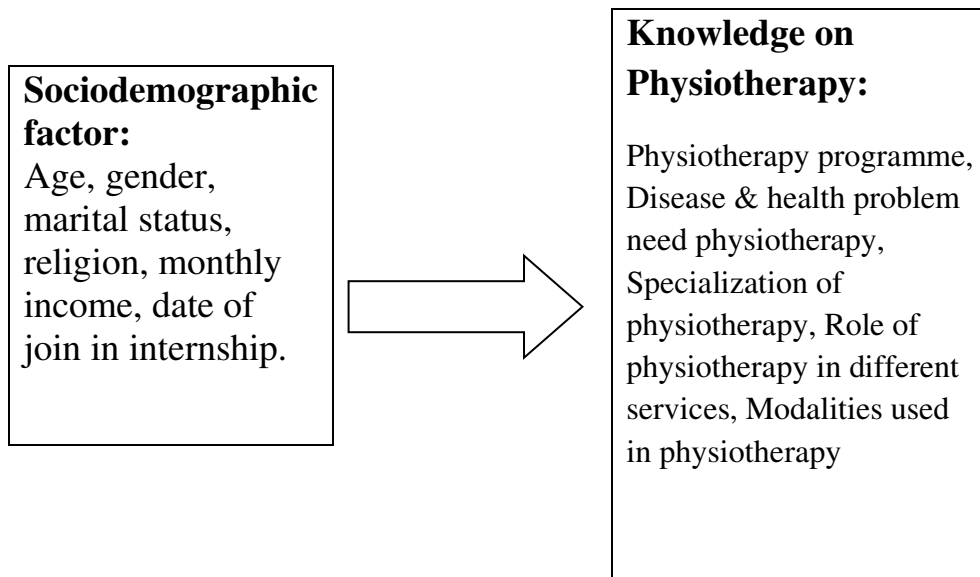 Sociodemographic
factor:
Age, gender,
marital status,
religion, monthly
income, date of
join in internship.
Knowledge on
Physiotherapy:
Physiotherapy programme,
Disease & health problem
need physiotherapy,
Specialization of
physiotherapy, Role of
physiotherapy in different
services, Modalities used
in physiotherapy